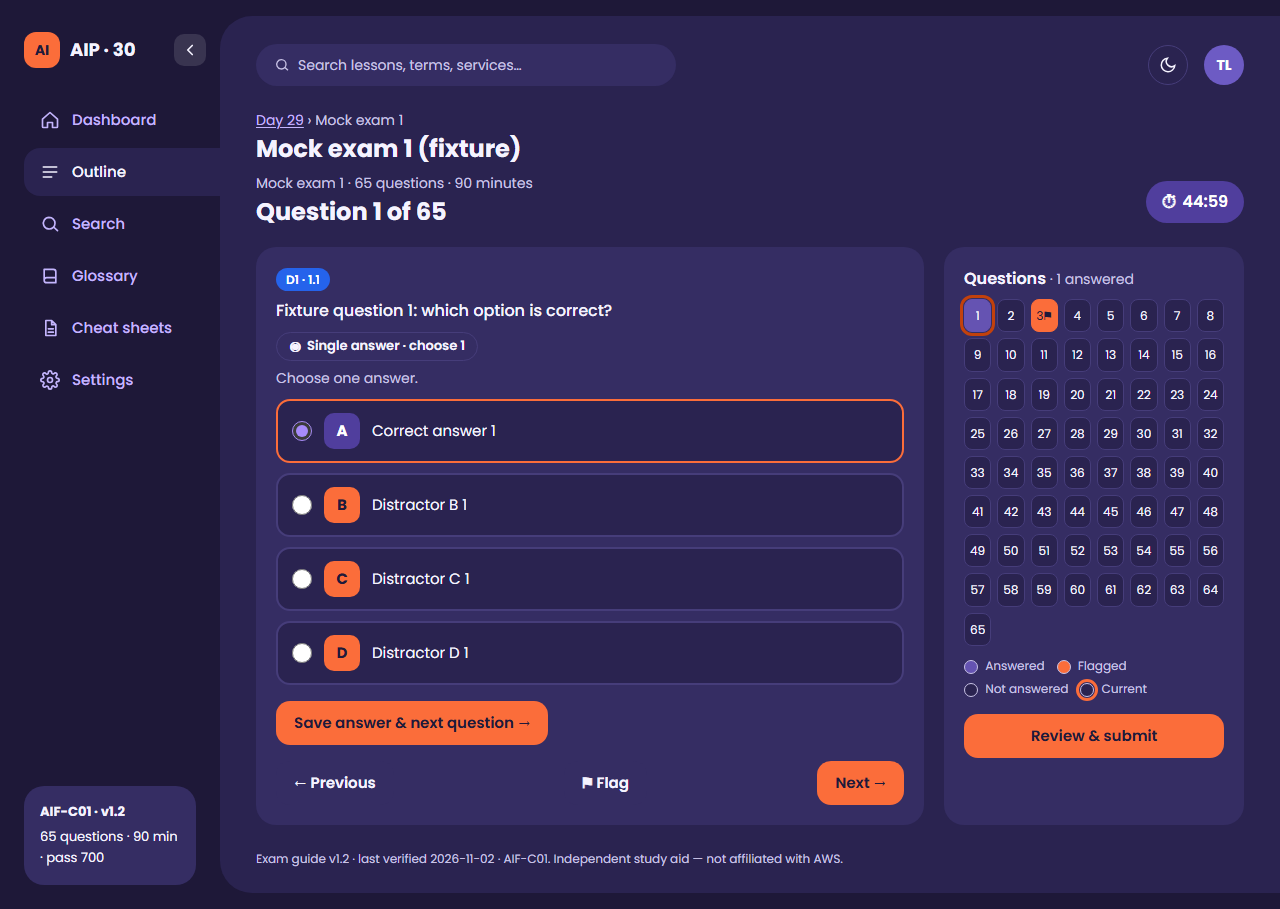 AI
AIP · 30
Dashboard
Outline
Search
Glossary
Cheat sheets
Settings
AIF-C01 · v1.2
65 questions · 90 min
· pass 700
Search lessons, terms, services...
TL
Day 29 › Mock exam 1
Mock exam 1 (fixture)
Mock exam 1 · 65 questions · 90 minutes
Question 1 of 65
⏱ 44:59
D1 · 1.1
Fixture question 1: which option is correct?
◉ Single answer · choose 1
Choose one answer.
A Correct answer 1
B Distractor B 1
C Distractor C 1
D Distractor D 1
Save answer & next question →
← Previous
⚑ Flag
Next →
Questions · 1 answered
1 2 3⚑ 4 5 6 7 8
9 10 11 12 13 14 15 16
17 18 19 20 21 22 23 24
25 26 27 28 29 30 31 32
33 34 35 36 37 38 39 40
41 42 43 44 45 46 47 48
49 50 51 52 53 54 55 56
57 58 59 60 61 62 63 64
65
Answered Flagged
Not answered Current
Review & submit
Exam guide v1.2 · last verified 2026-11-02 · AIF-C01. Independent study aid — not affiliated with AWS.